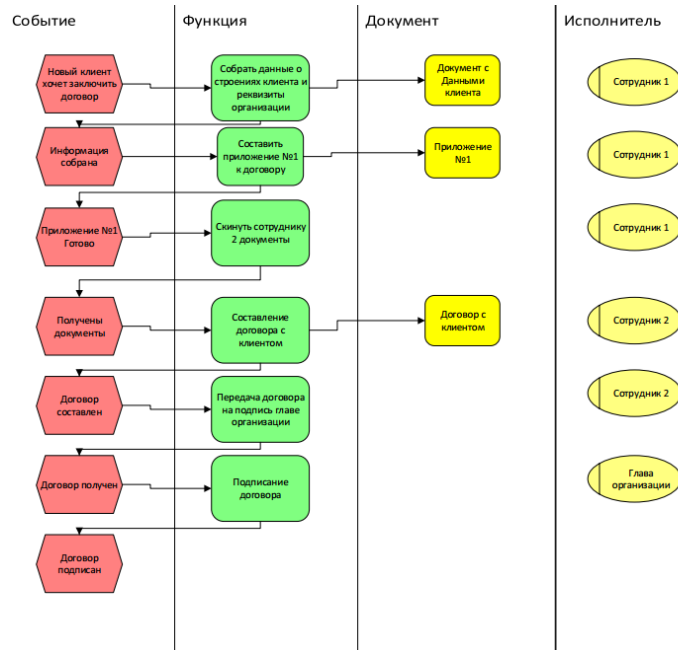 Событие
Функция
Документ
Исполнитель
Новый клиент
хочет заключить
договор
Собрать данные о
строениях клиента и
реквизиты
организации
Документ с
Данными
клиента
Сотрудник 1
Информация
собрана
Составить
приложение №1
к договору
Приложение
№1
Сотрудник 1
Приложение №1
Готово
Скинуть сотруднику
2 документы
Сотрудник 1
Получены
документы
Составление
договора с
клиентом
Договор с
клиентом
Сотрудник 2
Договор
составлен
Передача договора
на подпись главе
организации
Сотрудник 2
Договор получен
Подписание
договора
Глава
организации
Договор
подписан